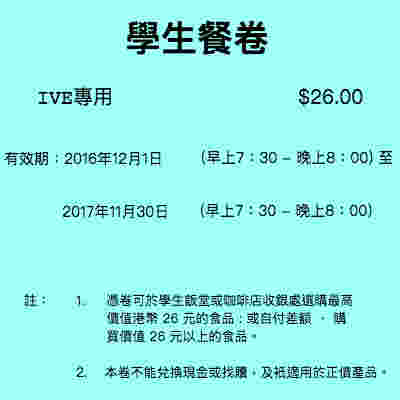 學生餐卷
IVE專用 $26.00
有效期：2016年12月1日 (早上7：30 – 晚上8：00) 至
2017年11月30日 (早上7：30 – 晚上8：00)
註： 1. 憑卷可於學生飯堂或咖啡店收銀處選購最高
價值港幣 26 元的食品；或自付差額 ， 購
買價值 26 元以上的食品。
2. 本卷不能兌換現金或找贖，及祇適用於正價產品。